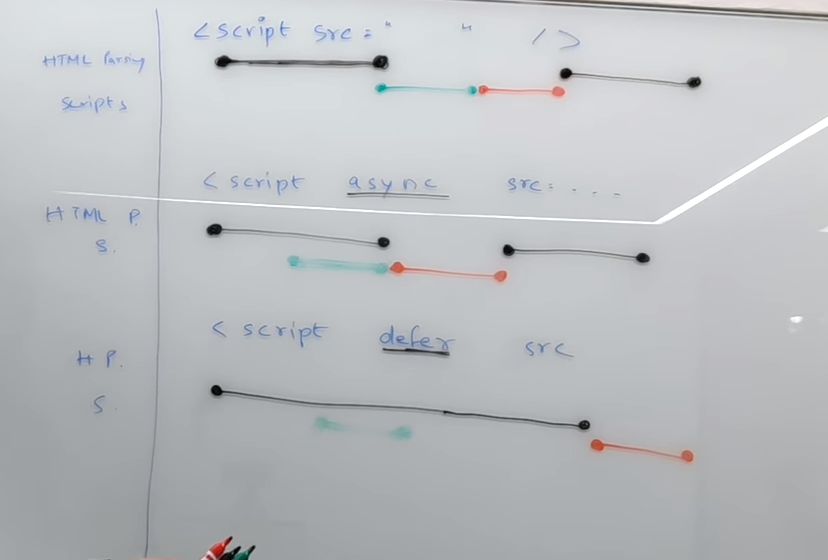 <script src=" " />
HTML Parsing
Scripts
<script async src= . . . .
HTML P.
S.
<script defer src
H P.
S.